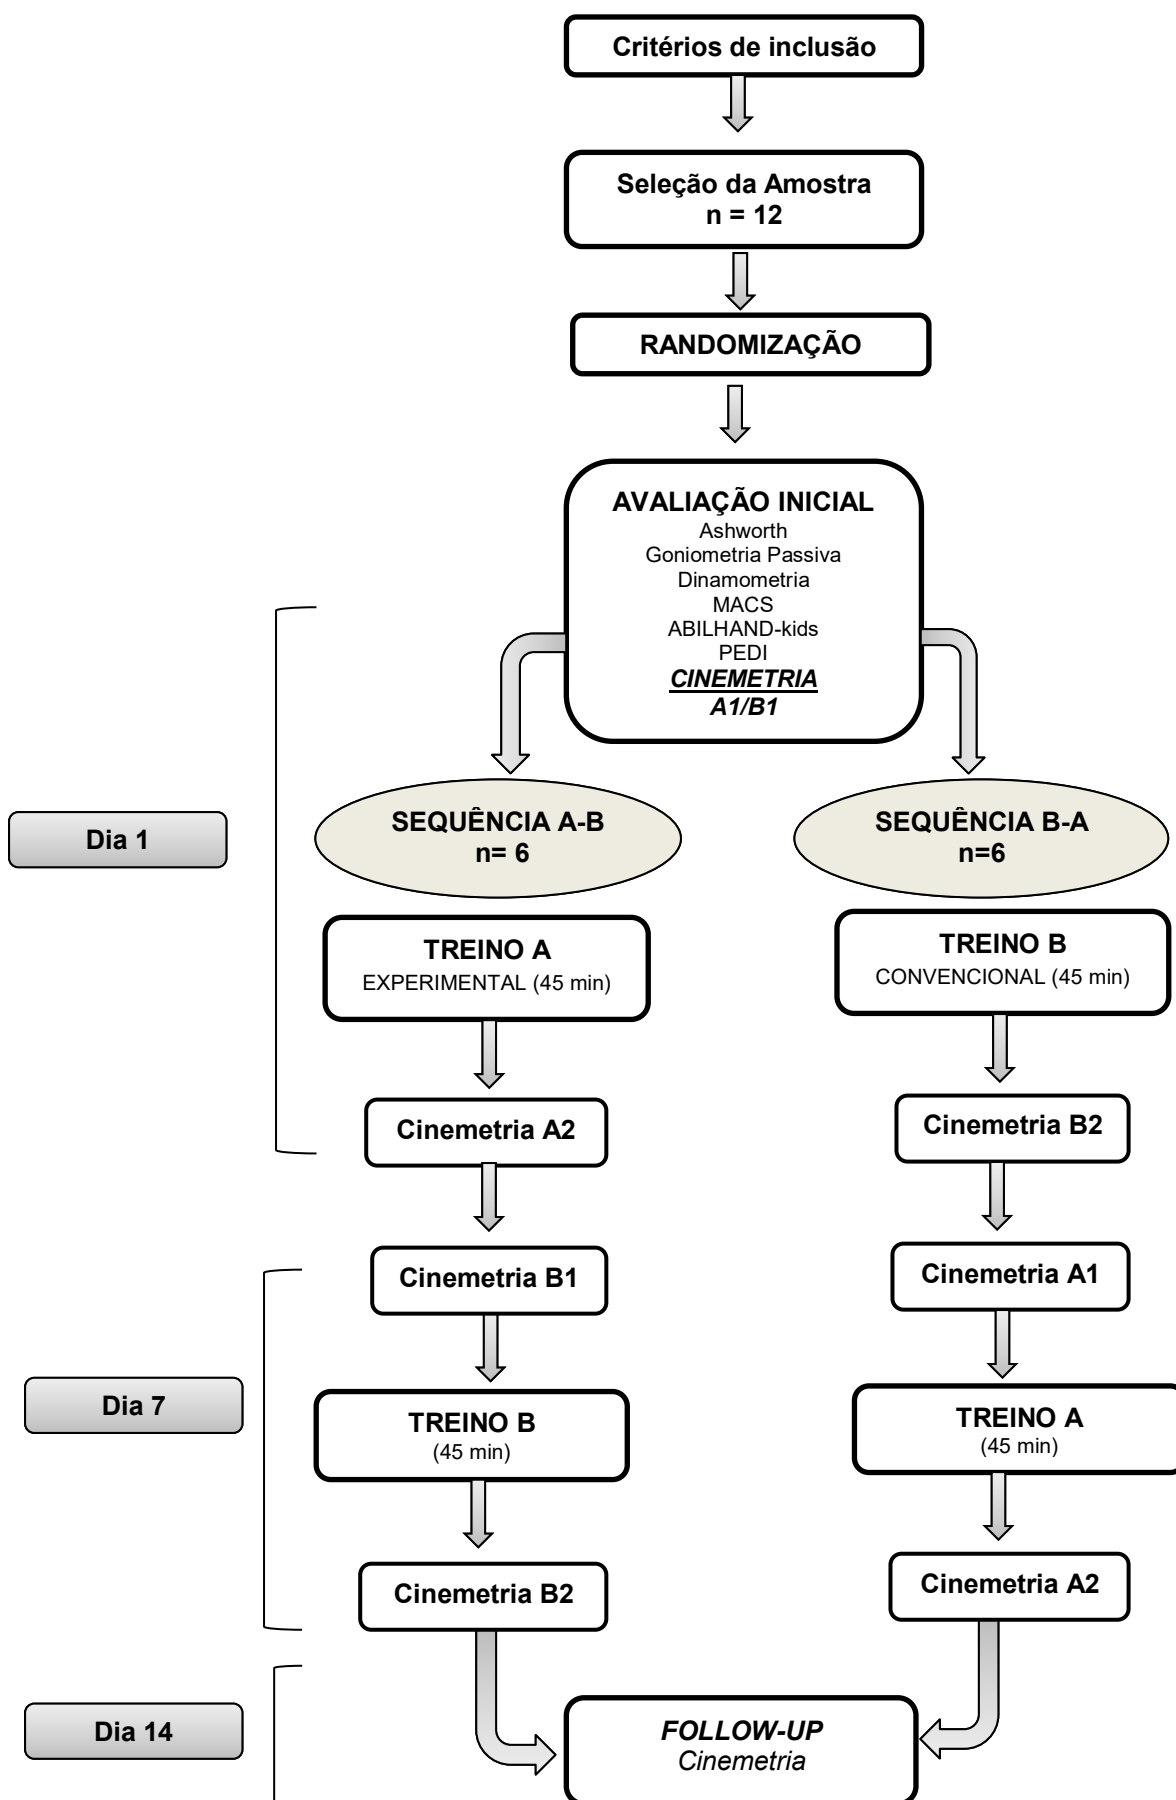 Critérios de inclusão
Seleção da Amostra
n = 12
RANDOMIZAÇÃO
AVALIAÇÃO INICIAL
Ashworth
Goniometria Passiva
Dinamometria
MACS
ABILHAND-kids
PEDI
CINEMETRIA
A1/B1
Dia 1
SEQUÊNCIA A-B
n= 6
SEQUÊNCIA B-A
n=6
TREINO A
EXPERIMENTAL (45 min)
TREINO B
CONVENCIONAL (45 min)
Cinemetria A2
Cinemetria B2
Cinemetria B1
Cinemetria A1
Dia 7
TREINO B
(45 min)
TREINO A
(45 min)
Cinemetria B2
Cinemetria A2
Dia 14
FOLLOW-UP
Cinemetria